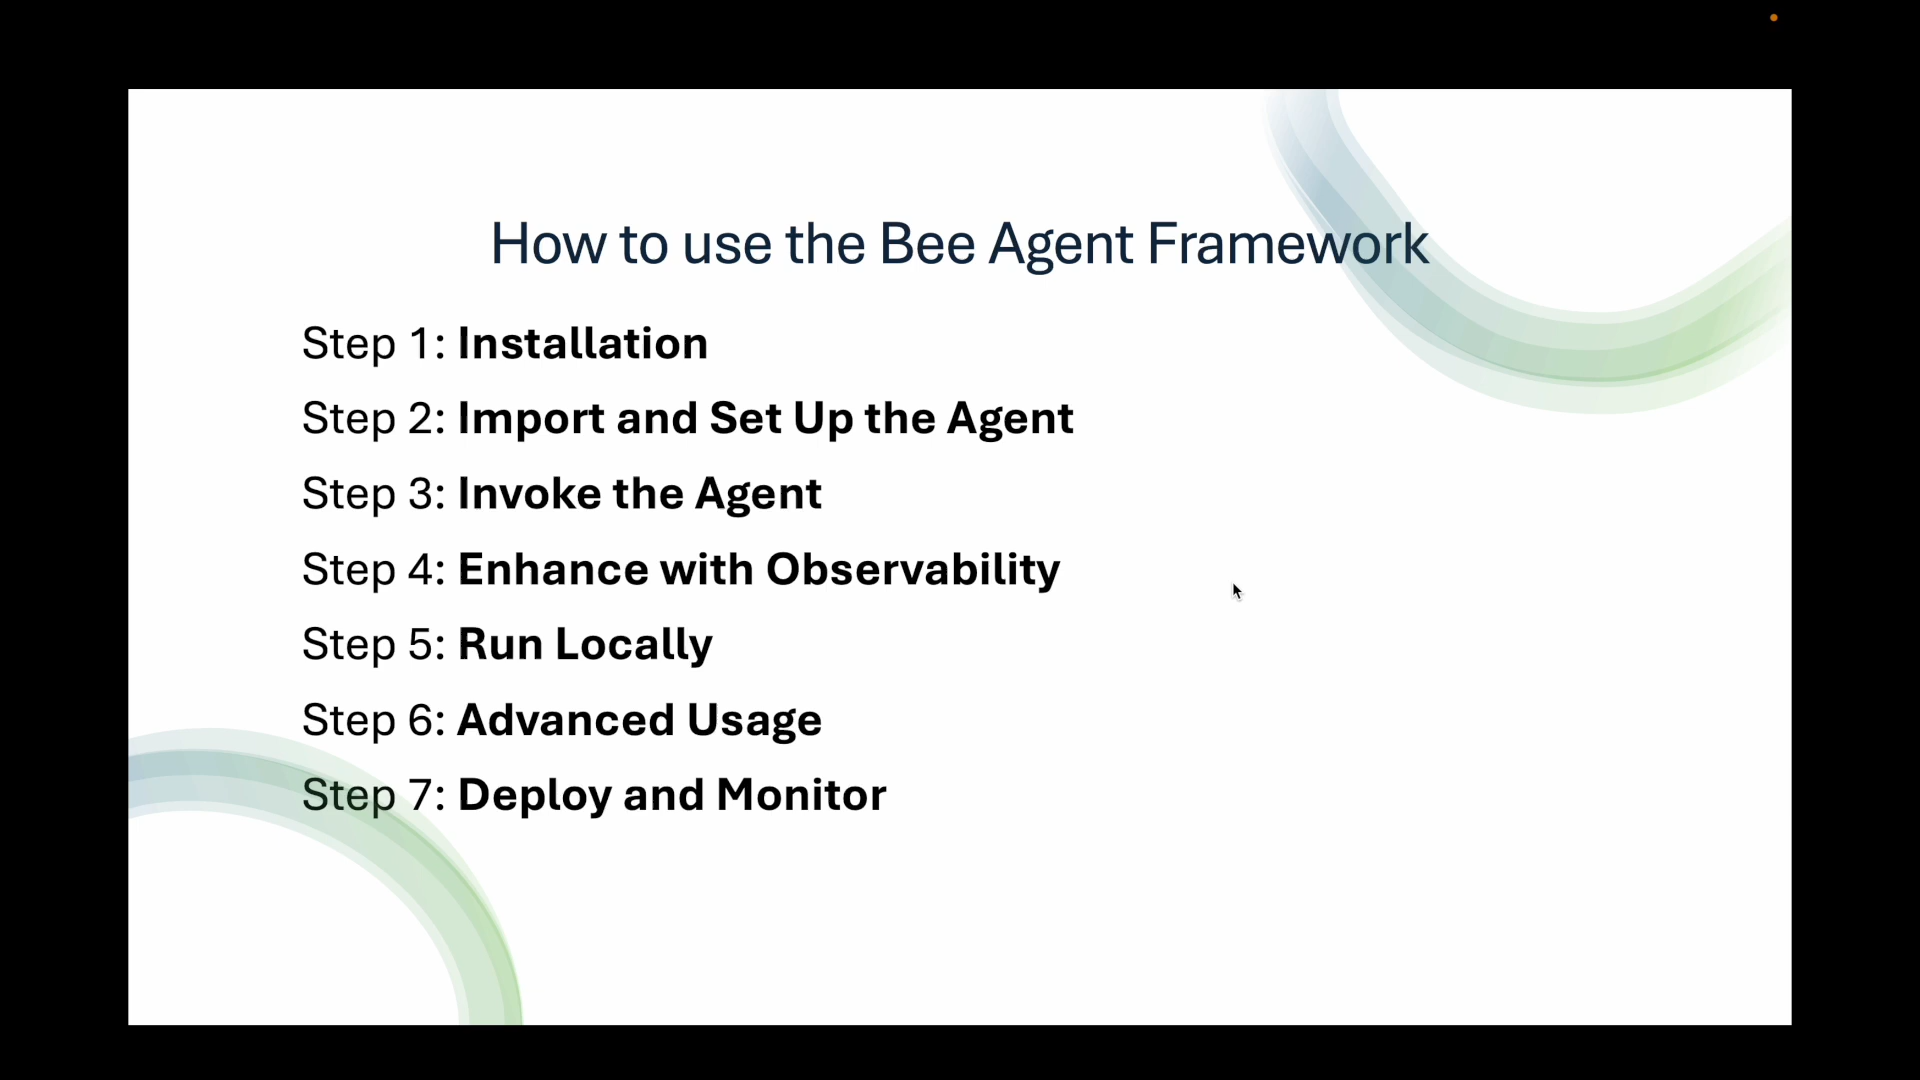 How to use the Bee Agent Framework
Step 1: Installation
Step 2: Import and Set Up the Agent
Step 3: Invoke the Agent
Step 4: Enhance with Observability
Step 5: Run Locally
Step 6: Advanced Usage
Step 7: Deploy and Monitor